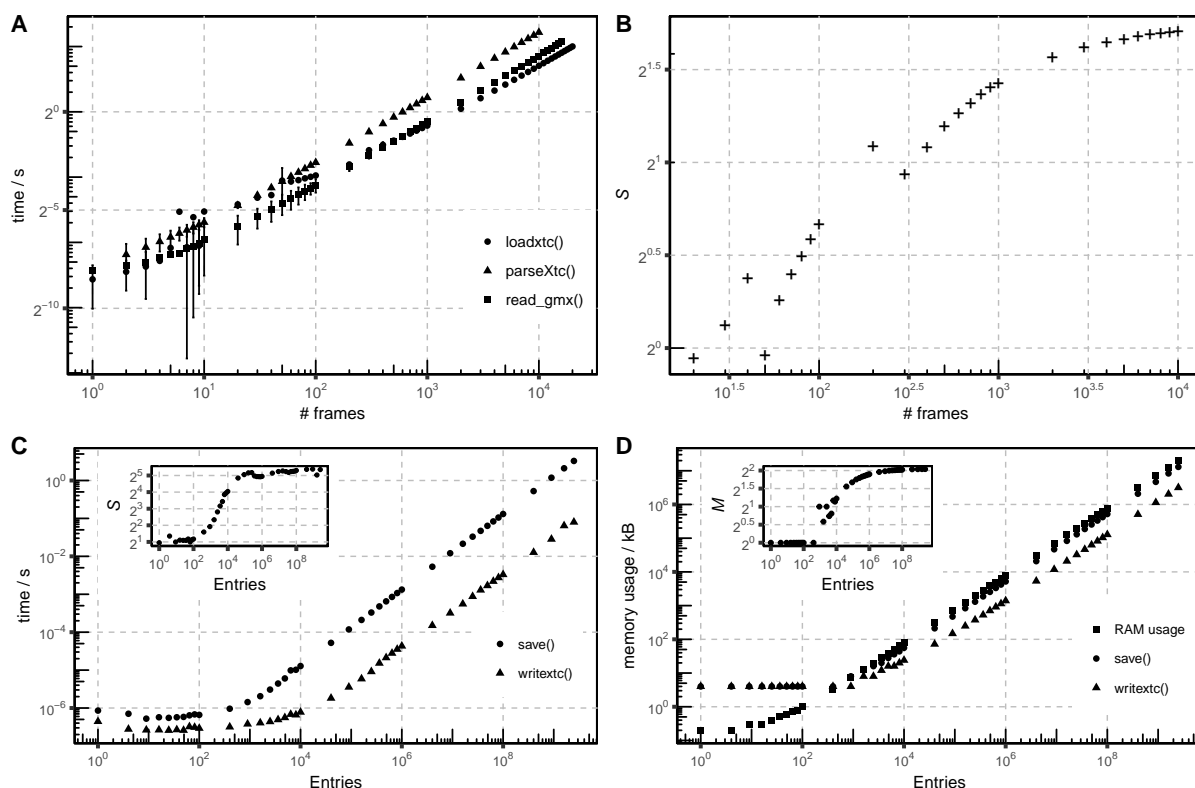 A
time / s
2^0
2^−5
2^−10
loadxtc()
parseXtc()
read_gmx()
10^0
10^1
10^2
10^3
10^4
# frames
B
S
2^1.5
2^1
2^0.5
2^0
10^1.5
10^2
10^2.5
10^3
10^3.5
10^4
# frames
C
time / s
10^0
10^−2
10^−4
10^−6
S
2^5
2^4
2^3
2^2
2^1
10^0
10^2
10^4
10^6
10^8
Entries
save()
writextc()
10^0
10^2
10^4
10^6
10^8
Entries
D
memory usage / kB
10^6
10^4
10^2
10^0
M
2^2
2^1.5
2^1
2^0.5
2^0
10^0
10^2
10^4
10^6
10^8
Entries
RAM usage
save()
writextc()
10^0
10^2
10^4
10^6
10^8
Entries